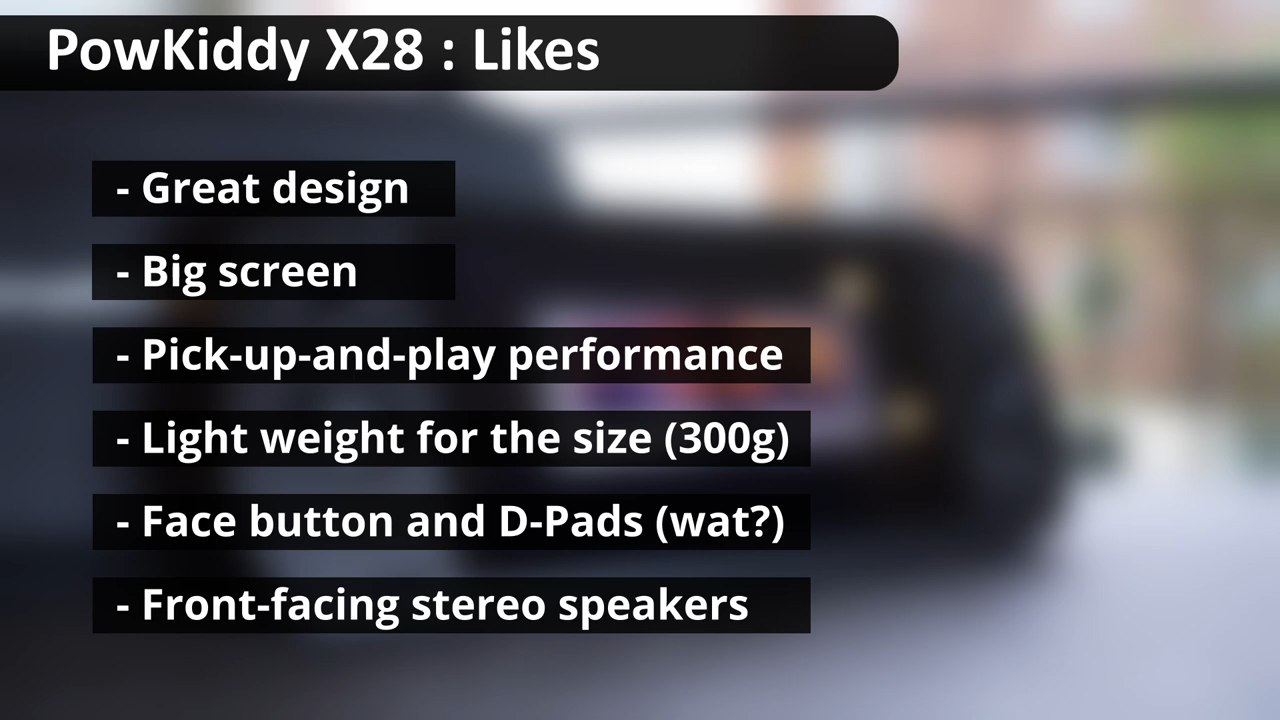 PowKiddy X28 : Likes
- Great design
- Big screen
- Pick-up-and-play performance
- Light weight for the size (300g)
- Face button and D-Pads (wat?)
- Front-facing stereo speakers